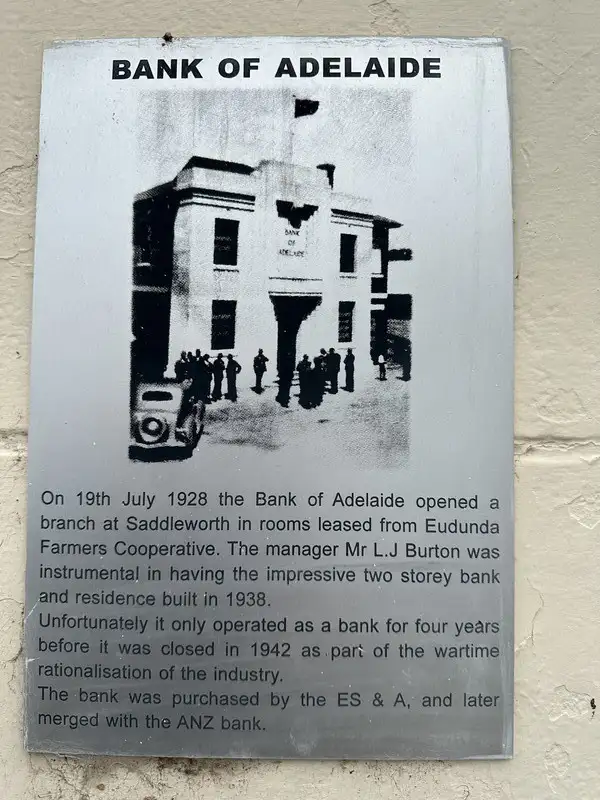 BANK OF ADELAIDE
BANK
OF
ADELAIDE
On 19th July 1928 the Bank of Adelaide opened a
branch at Saddleworth in rooms leased from Eudunda
Farmers Cooperative. The manager Mr L.J Burton was
instrumental in having the impressive two storey bank
and residence built in 1938.
Unfortunately it only operated as a bank for four years
before it was closed in 1942 as part of the wartime
rationalisation of the industry.
The bank was purchased by the ES & A, and later
merged with the ANZ bank.